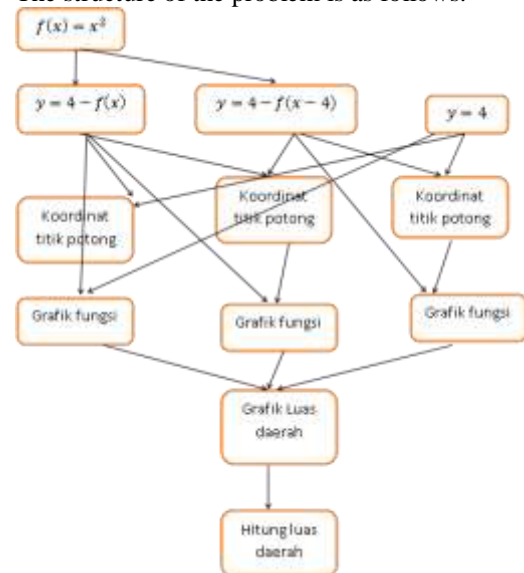 The structure of the problem is as follows.
f(x) = x²
y = 4 − f(x)
y = 4 − f(x − 4)
y = 4
Koordinat
titik potong
Koordinat
titik potong
Koordinat
titik potong
Grafik fungsi
Grafik fungsi
Grafik fungsi
Grafik Luas
daerah
Hitung luas
daerah